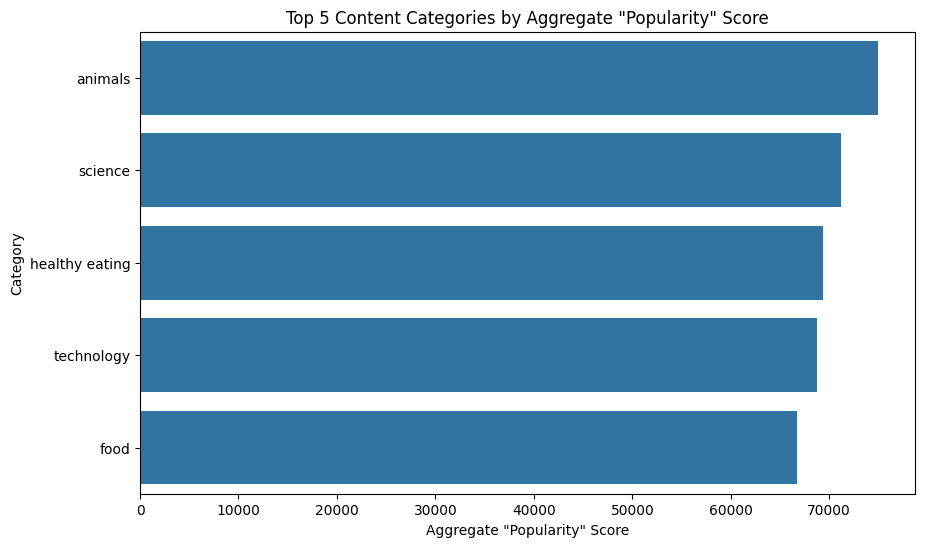 Top 5 Content Categories by Aggregate "Popularity" Score
Category
animals
science
healthy eating
technology
food
0 10000 20000 30000 40000 50000 60000 70000
Aggregate "Popularity" Score